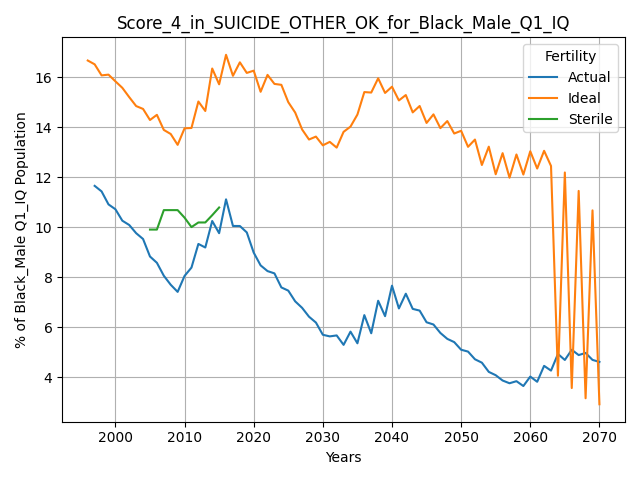 Score_4_in_SUICIDE_OTHER_OK_for_Black_Male_Q1_IQ
Fertility
Actual
Ideal
Sterile
% of Black_Male Q1_IQ Population
16
14
12
10
8
6
4
2000
2010
2020
2030
2040
2050
2060
2070
Years